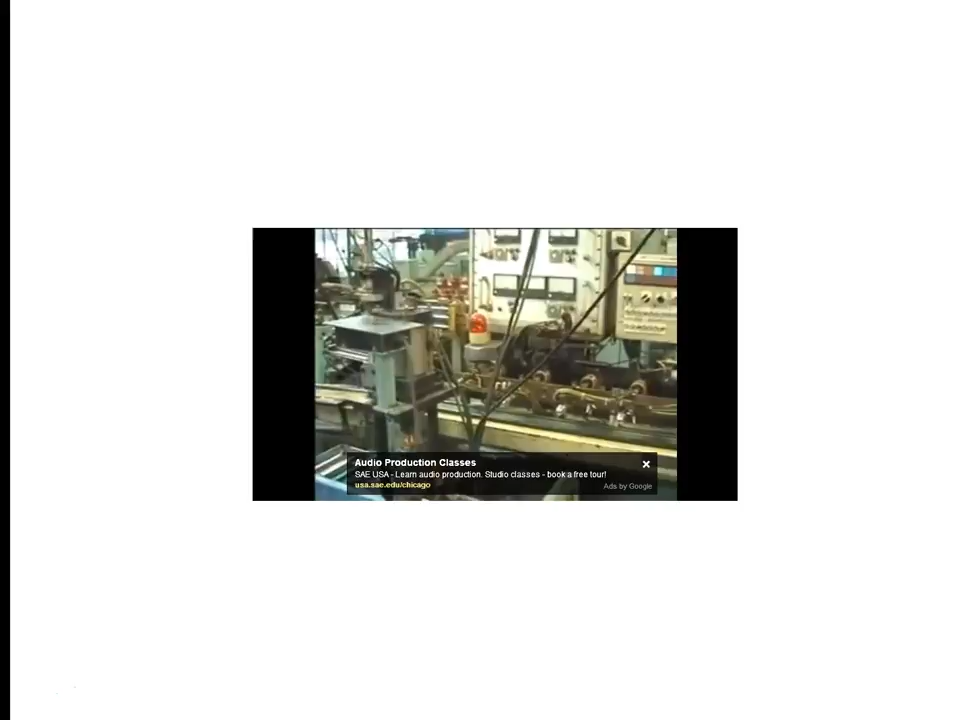 Audio Production Classes
SAE USA - Learn audio production. Studio classes - book a free tour!
usa.sae.edu/chicago
Ads by Google